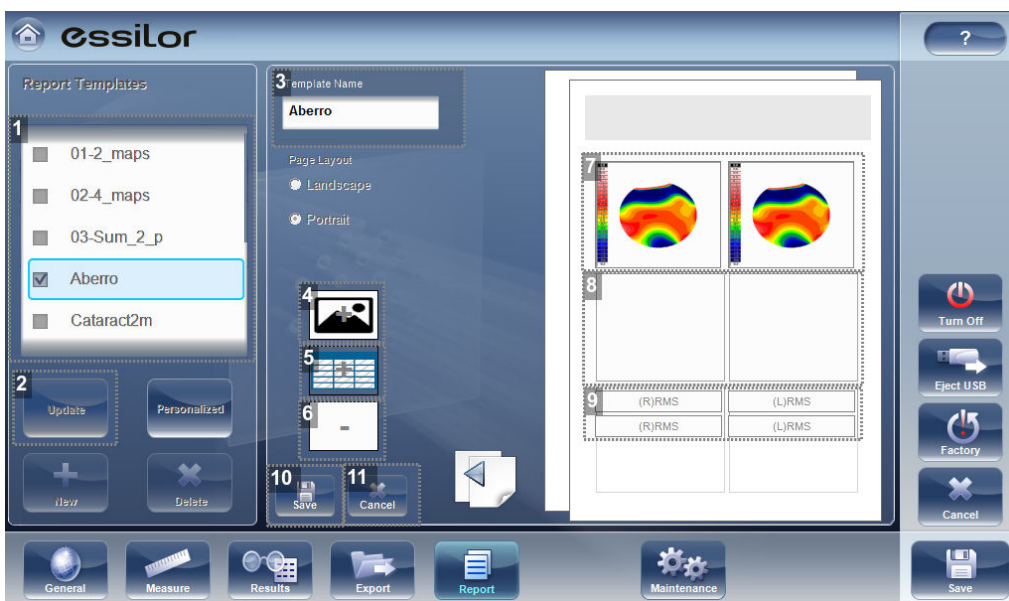 essilor
?
Report Templates
1
01-2_maps
02-4_maps
03-Sum_2_p
Aberro
Cataract2m
2
Update
Personalized
New
Delete
3
Template Name
Aberro
Page Layout
Landscape
Portrait
4
5
6
10
Save
11
Cancel
7
8
9
(R)RMS (L)RMS
(R)RMS (L)RMS
Turn Off
Eject USB
Factory
Cancel
General
Measure
Results
Export
Report
Maintenance
Save